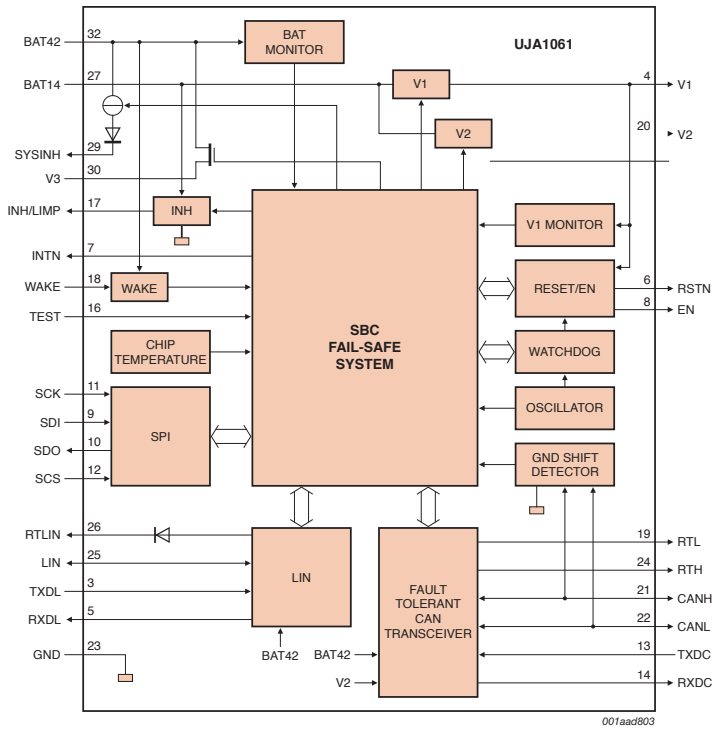 UJA1061
BAT42
32
BAT
MONITOR
BAT14
27
V1
4
V1
V2
20
V2
SYSINH
29
V3
30
INH/LIMP
17
INH
V1 MONITOR
INTN
7
WAKE
18
WAKE
RESET/EN
6
RSTN
8
EN
TEST
16
SBC
FAIL-SAFE
SYSTEM
CHIP
TEMPERATURE
WATCHDOG
SCK
11
OSCILLATOR
SDI
9
SPI
SDO
10
GND SHIFT
DETECTOR
SCS
12
RTLIN
26
19
RTL
LIN
25
24
RTH
LIN
FAULT
TOLERANT
CAN
TRANSCEIVER
TXDL
3
21
CANH
RXDL
5
22
CANL
GND
23
BAT42
BAT42
13
TXDC
V2
14
RXDC
001aad803